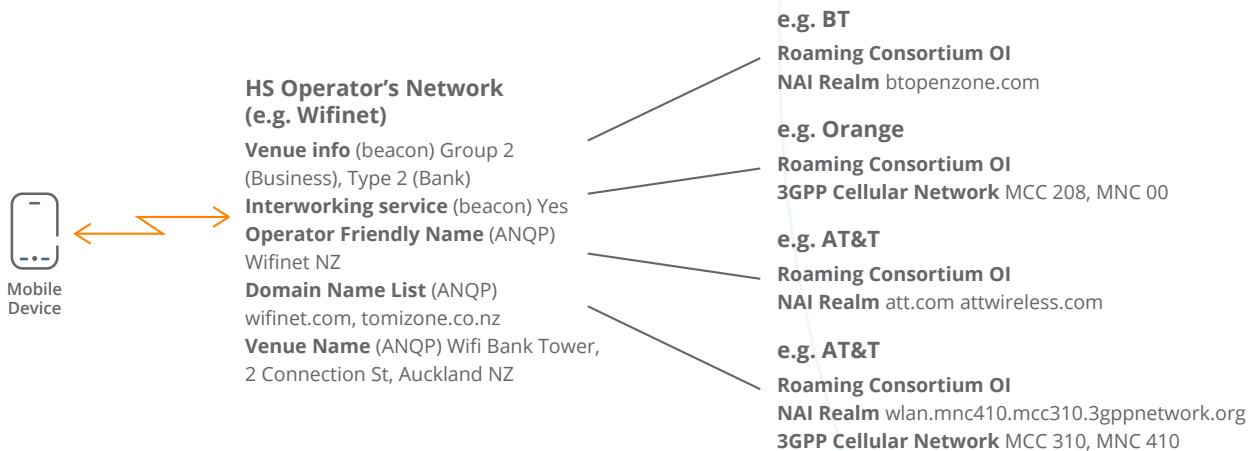 Mobile
Device
HS Operator's Network
(e.g. Wifinet)
Venue info (beacon) Group 2
(Business), Type 2 (Bank)
Interworking service (beacon) Yes
Operator Friendly Name (ANQP)
Wifinet NZ
Domain Name List (ANQP)
wifinet.com, tomizone.co.nz
Venue Name (ANQP) Wifi Bank Tower,
2 Connection St, Auckland NZ
e.g. BT
Roaming Consortium OI
NAI Realm btopenzone.com
e.g. Orange
Roaming Consortium OI
3GPP Cellular Network MCC 208, MNC 00
e.g. AT&T
Roaming Consortium OI
NAI Realm att.com attwireless.com
e.g. AT&T
Roaming Consortium OI
NAI Realm wlan.mnc410.mcc310.3gppnetwork.org
3GPP Cellular Network MCC 310, MNC 410